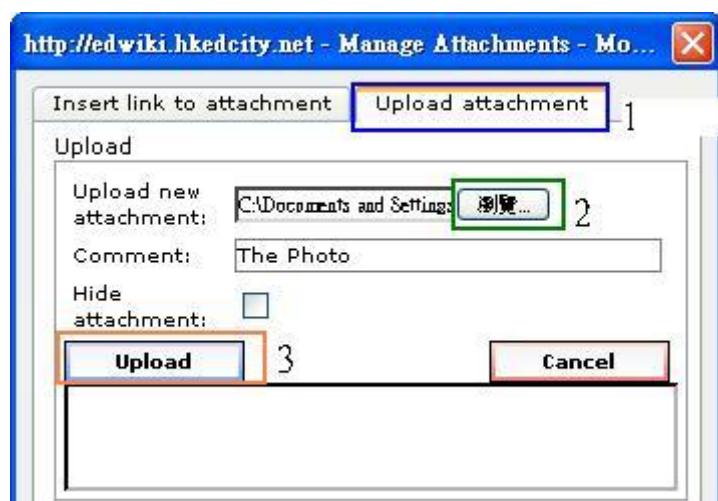 http://edwiki.hkedcity.net - Manage Attachments - Mo...
Insert link to attachment Upload attachment 1
Upload
Upload new
attachment: C:\Documents and Settings 瀏覽... 2
Comment: The Photo
Hide
attachment:
Upload 3 Cancel